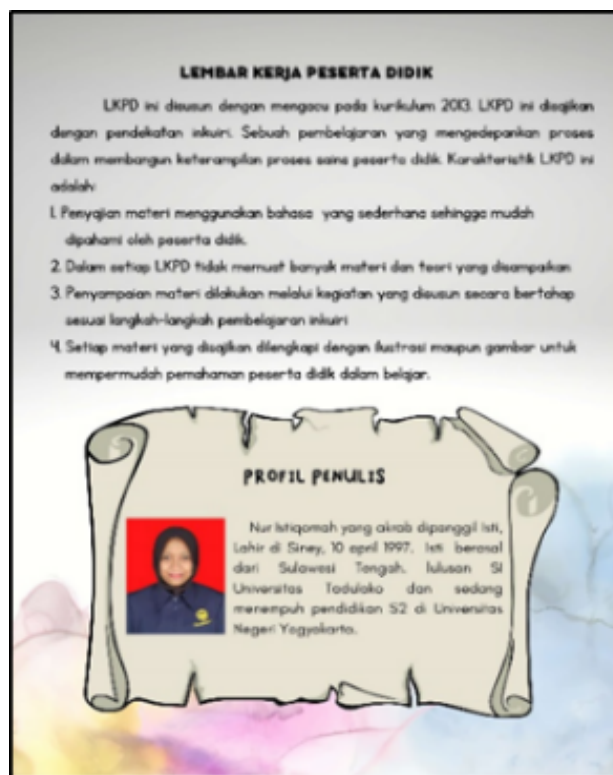 LEMBAR KERJA PESERTA DIDIK
LKPD ini disusun dengan mengacu pada kurikulum 2013. LKPD ini disajikan
dengan pendekatan inkuiri. Sebuah pembelajaran yang mengedepankan proses
dalam membangun keterampilan proses sains peserta didik. Karakteristik LKPD ini
adalah:
1. Penyajian materi menggunakan bahasa yang sederhana sehingga mudah
dipahami oleh peserta didik.
2. Dalam setiap LKPD tidak memuat banyak materi dan teori yang disampaikan
3. Penyampaian materi dilakukan melalui kegiatan yang disusun secara bertahap
sesuai langkah-langkah pembelajaran inkuiri
4. Setiap materi yang disajikan dilengkapi dengan ilustrasi maupun gambar untuk
mempermudah pemahaman peserta didik dalam belajar.
PROFIL PENULIS
Nur Istiqomah yang akrab dipanggil Isti,
Lahir di Siney, 10 april 1997. Isti berasal
dari Sulawesi Tengah. lulusan S1
Universitas Tadulako dan sedang
menempuh pendidikan S2 di Universitas
Negeri Yogyakarta.